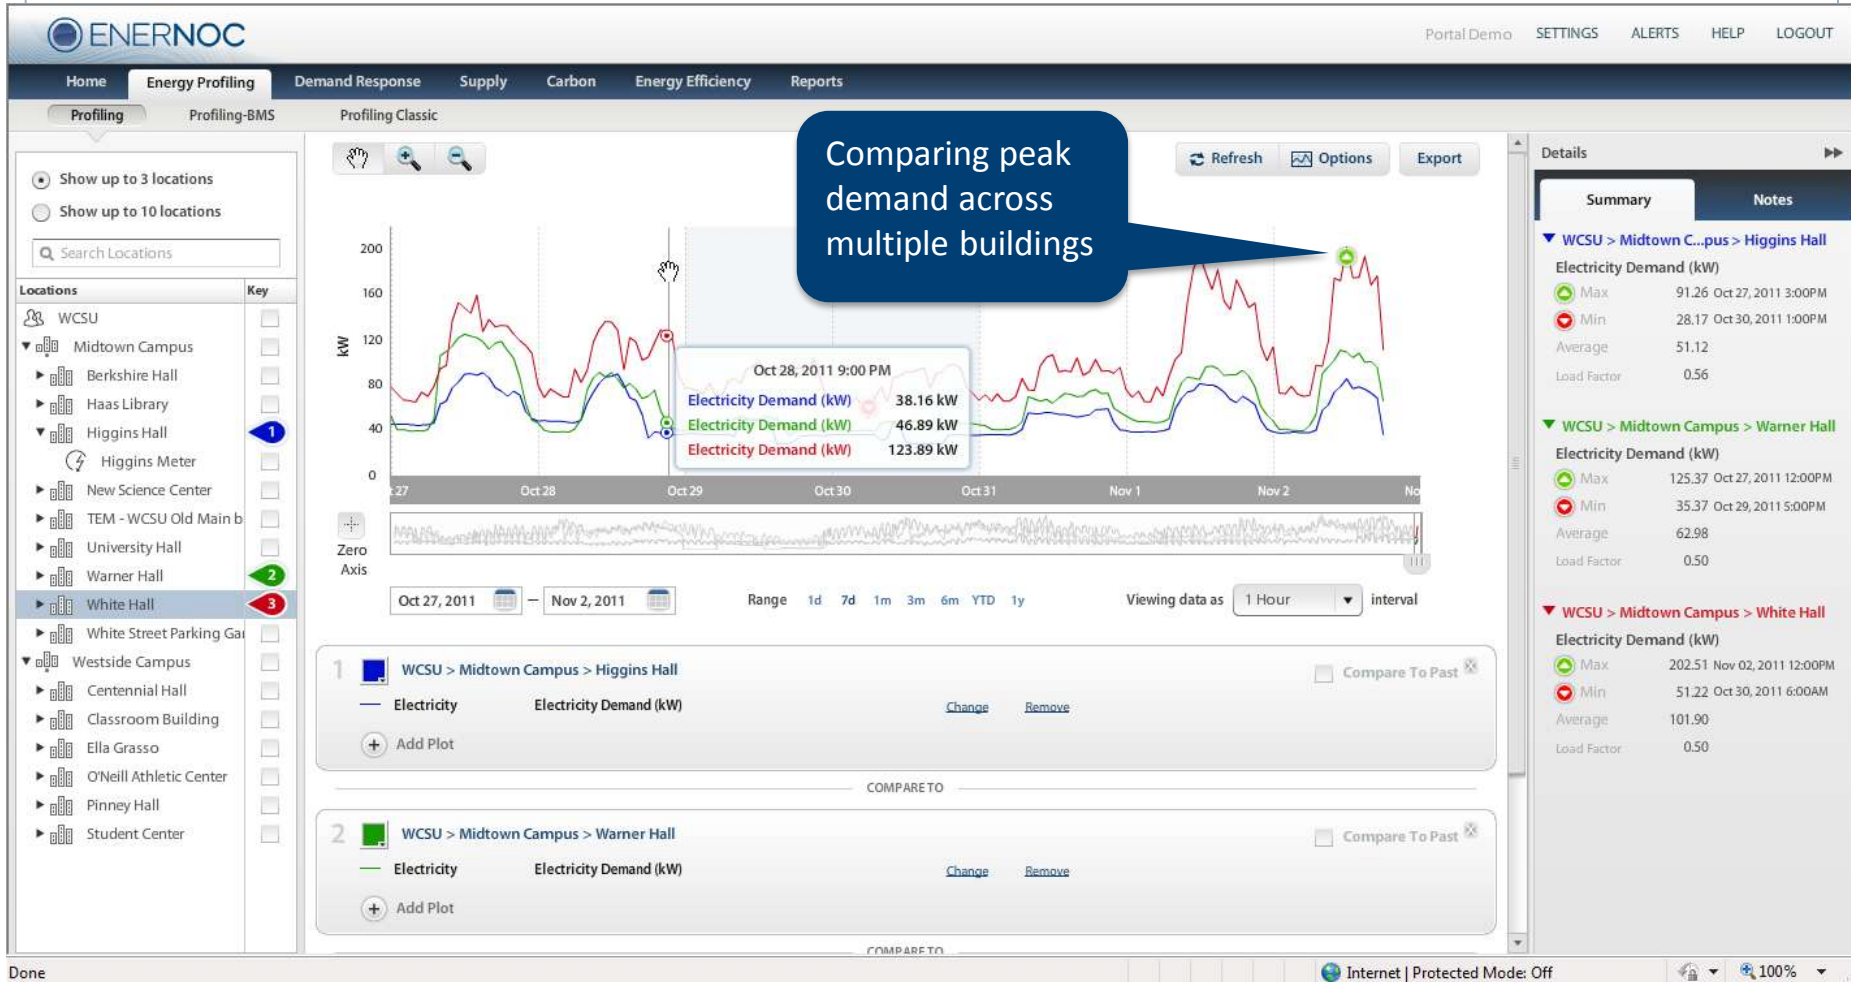 ENERNOC
Portal Demo SETTINGS ALERTS HELP LOGOUT
Home Energy Profiling Demand Response Supply Carbon Energy Efficiency Reports
Profiling Profiling-BMS Profiling Classic
Show up to 3 locations
Show up to 10 locations
Search Locations
Locations Key
WCSU
Midtown Campus
Berkshire Hall
Haas Library
Higgins Hall 1
Higgins Meter
New Science Center
TEM - WCSU Old Main b
University Hall
Warner Hall 2
White Hall 3
White Street Parking Gar
Westside Campus
Centennial Hall
Classroom Building
Ella Grasso
O'Neill Athletic Center
Pinney Hall
Student Center
Refresh Options Export
Comparing peak
demand across
multiple buildings
kW
200
160
120
80
40
0
Oct 28, 2011 9:00 PM
Electricity Demand (kW) 38.16 kW
Electricity Demand (kW) 46.89 kW
Electricity Demand (kW) 123.89 kW
27 Oct 28 Oct 29 Oct 30 Oct 31 Nov 1 Nov 2 No
Zero
Axis
Oct 27, 2011 – Nov 2, 2011 Range 1d 7d 1m 3m 6m YTD 1y Viewing data as 1 Hour interval
1 WCSU > Midtown Campus > Higgins Hall Compare To Past
Electricity Electricity Demand (kW) Change Remove
Add Plot
COMPARE TO
2 WCSU > Midtown Campus > Warner Hall Compare To Past
Electricity Electricity Demand (kW) Change Remove
Add Plot
COMPARE TO
Details
Summary Notes
WCSU > Midtown C...pus > Higgins Hall
Electricity Demand (kW)
Max 91.26 Oct 27, 2011 3:00PM
Min 28.17 Oct 30, 2011 1:00PM
Average 51.12
Load Factor 0.56
WCSU > Midtown Campus > Warner Hall
Electricity Demand (kW)
Max 125.37 Oct 27, 2011 12:00PM
Min 35.37 Oct 29, 2011 5:00PM
Average 62.98
Load Factor 0.50
WCSU > Midtown Campus > White Hall
Electricity Demand (kW)
Max 202.51 Nov 02, 2011 12:00PM
Min 51.22 Oct 30, 2011 6:00AM
Average 101.90
Load Factor 0.50
Done Internet | Protected Mode: Off 100%